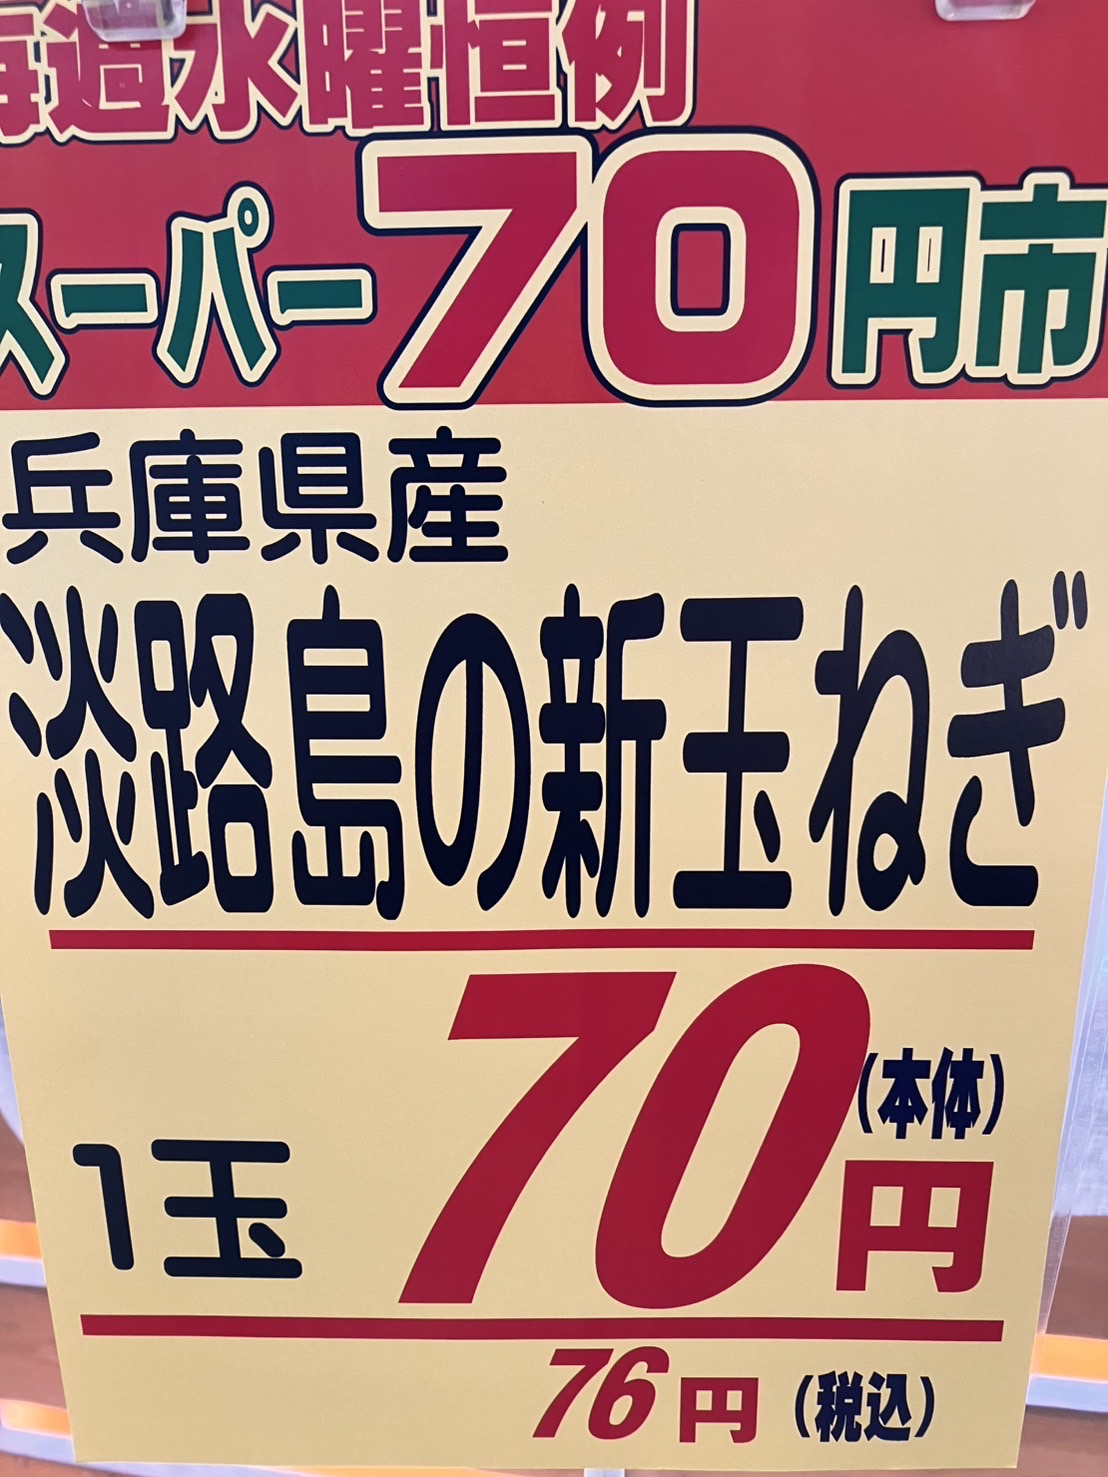 毎週水曜恒例
スーパー70円市
兵庫県産
淡路島の新玉ねぎ
1玉 70円(本体)
76円(税込)